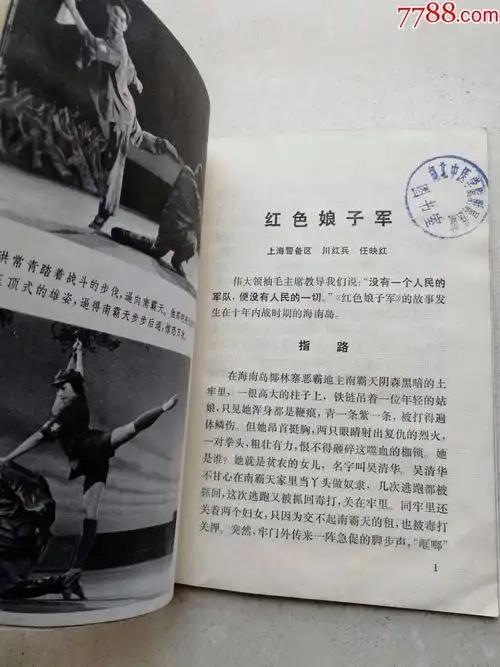 7788.com
洪常青踏着战斗的步伐，逼向南霸天。
顶式的雄姿，逼得南霸天步步后退，惊恐万状。
图书室
红色娘子军
上海警备区 川红兵 任映红
伟大领袖毛主席教导我们说：“没有一个人民的
军队，便没有人民的一切。”《红色娘子军》的故事发
生在十年内战时期的海南岛。
指路
在海南岛椰林寨恶霸地主南霸天阴森黑暗的土
牢里，一根高大的柱子上，铁链吊着一位年轻的姑
娘，只见她浑身都是鞭痕，青一条紫一条，被打得遍
体鳞伤。但她昂首挺胸，两只眼睛射出复仇的烈火，
一对拳头，粗壮有力，恨不得砸碎这噬血的枷锁。她
是谁？她就是贫农的女儿，名字叫吴清华。吴清华
不甘心在南霸天家里当丫头做奴隶，几次逃跑都被
抓回，这次逃跑又被抓回毒打，关在牢里。同牢里还
关着两个妇女，只因为交不起南霸天的租，也被毒打
关押。突然，牢门外传来一阵急促的脚步声，“哐啷”
1